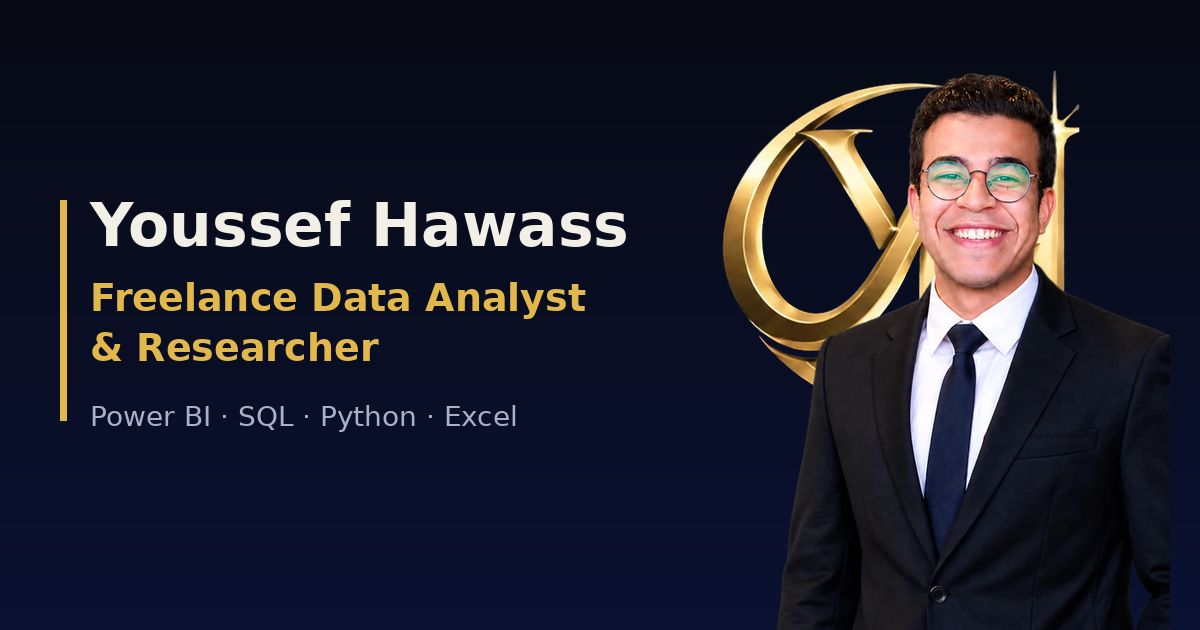 Youssef Hawass
Freelance Data Analyst
& Researcher
Power BI · SQL · Python · Excel